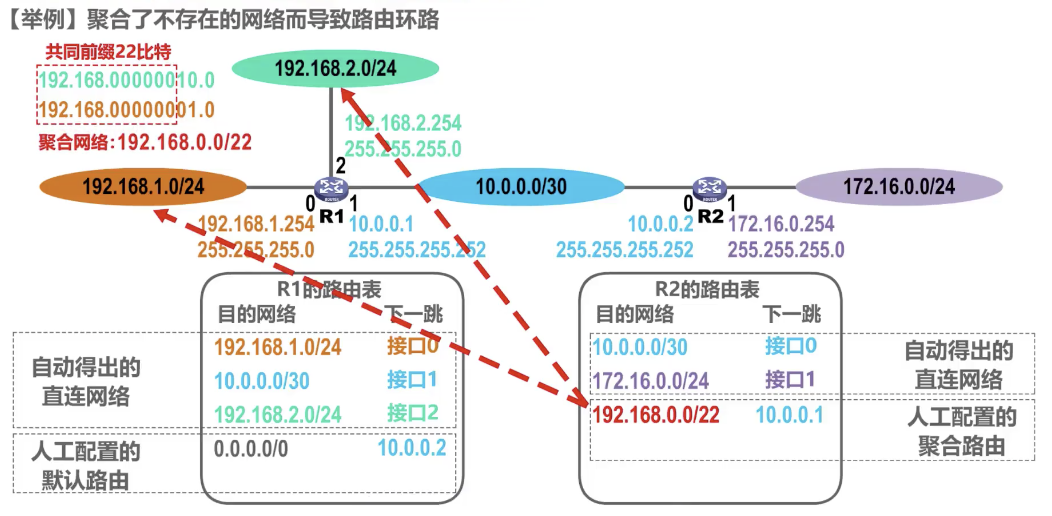 【举例】聚合了不存在的网络而导致路由环路
共同前缀22比特
192.168.00000010.0
192.168.00000001.0
聚合网络:192.168.0.0/22
192.168.2.0/24
192.168.2.254
255.255.255.0
2
192.168.1.0/24
10.0.0.0/30
172.16.0.0/24
0
R1
1
0
R2
1
192.168.1.254
255.255.255.0
10.0.0.1
255.255.255.252
10.0.0.2
255.255.255.252
172.16.0.254
255.255.255.0
R1的路由表
目的网络 下一跳
自动得出的
直连网络
192.168.1.0/24 接口0
10.0.0.0/30 接口1
192.168.2.0/24 接口2
人工配置的
默认路由
0.0.0.0/0 10.0.0.2
R2的路由表
目的网络 下一跳
10.0.0.0/30 接口0
172.16.0.0/24 接口1
自动得出的
直连网络
192.168.0.0/22 10.0.0.1
人工配置的
聚合路由